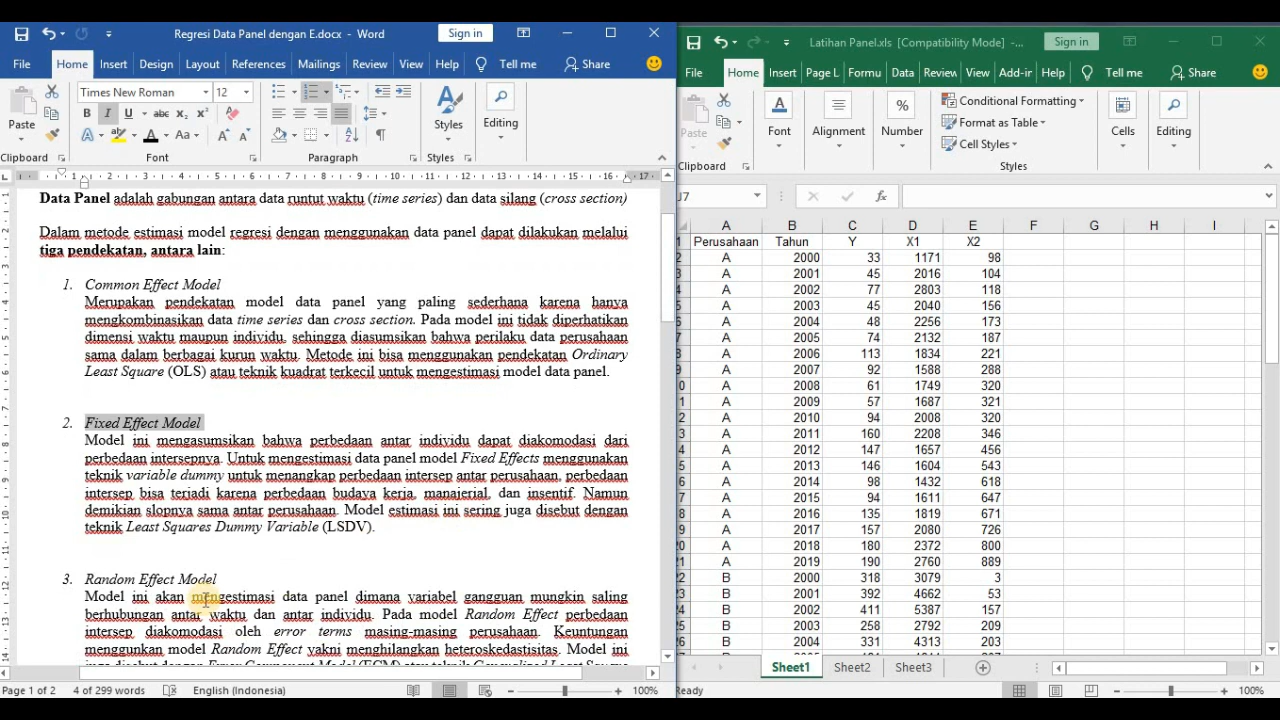 Regresi Data Panel dengan E.docx - Word
Sign in
File Home Insert Design Layout References Mailings Review View Help Tell me Share
Times New Roman 12
Paste
B I U abc X₂ X²
A A Aa A A
Styles
Editing
Clipboard Font Paragraph Styles
Data Panel adalah gabungan antara data runtut waktu (time series) dan data silang (cross section)
Dalam metode estimasi model regresi dengan menggunakan data panel dapat dilakukan melalui
tiga pendekatan, antara lain:
1. Common Effect Model
Merupakan pendekatan model data panel yang paling sederhana karena hanya
mengkombinasikan data time series dan cross section. Pada model ini tidak diperhatikan
dimensi waktu maupun individu, sehingga diasumsikan bahwa perilaku data perusahaan
sama dalam berbagai kurun waktu. Metode ini bisa menggunakan pendekatan Ordinary
Least Square (OLS) atau teknik kuadrat terkecil untuk mengestimasi model data panel.
2. Fixed Effect Model
Model ini mengasumsikan bahwa perbedaan antar individu dapat diakomodasi dari
perbedaan intersepnya. Untuk mengestimasi data panel model Fixed Effects menggunakan
teknik variable dummy untuk menangkap perbedaan intersep antar perusahaan, perbedaan
intersep bisa terjadi karena perbedaan budaya kerja, manajerial, dan insentif. Namun
demikian slopnya sama antar perusahaan. Model estimasi ini sering juga disebut dengan
teknik Least Squares Dummy Variable (LSDV).
3. Random Effect Model
Model ini akan mengestimasi data panel dimana variabel gangguan mungkin saling
berhubungan antar waktu dan antar individu. Pada model Random Effect perbedaan
intersep diakomodasi oleh error terms masing-masing perusahaan. Keuntungan
menggunkan model Random Effect yakni menghilangkan heteroskedastisitas. Model ini
Page 1 of 2 4 of 299 words English (Indonesia) 100%
Latihan Panel.xls [Compatibility Mode] -...
Sign in
File Home Insert Page L Formu Data Review View Add-ir Help Tell me Share
Paste
Font
Alignment
Number
Conditional Formatting
Format as Table
Cell Styles
Cells
Editing
Clipboard Styles
J7 fx
A B C D E F G H I
Perusahaan Tahun Y X1 X2
A 2000 33 1171 98
A 2001 45 2016 104
A 2002 77 2803 118
A 2003 45 2040 156
A 2004 48 2256 173
A 2005 74 2132 187
A 2006 113 1834 221
A 2007 92 1588 288
A 2008 61 1749 320
A 2009 57 1687 321
A 2010 94 2008 320
A 2011 160 2208 346
A 2012 147 1657 456
A 2013 146 1604 543
A 2014 98 1432 618
A 2015 94 1611 647
A 2016 135 1819 671
A 2017 157 2080 726
A 2018 180 2372 800
A 2019 190 2760 889
B 2000 318 3079 3
B 2001 392 4662 53
B 2002 411 5387 157
B 2003 258 2792 209
B 2004 331 4313 203
Sheet1 Sheet2 Sheet3
Ready 100%